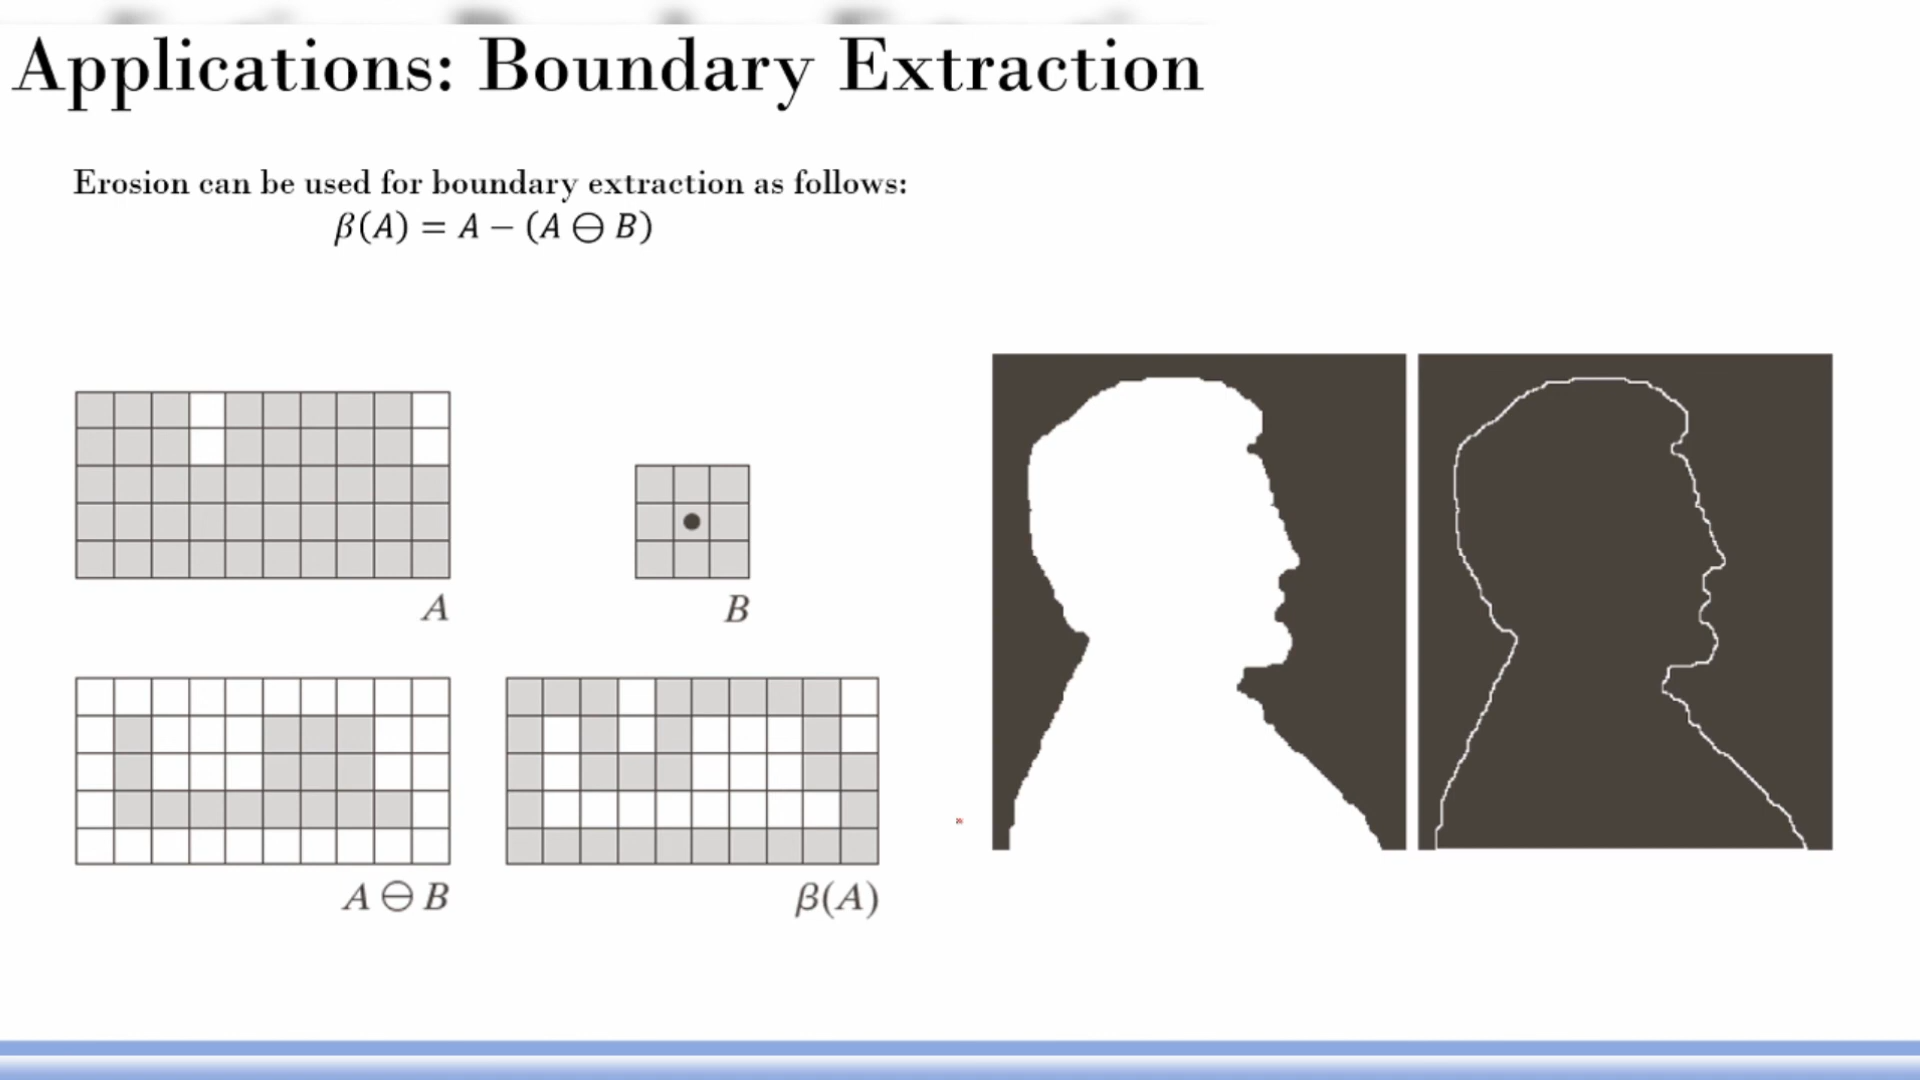 Applications: Boundary Extraction
Erosion can be used for boundary extraction as follows:
β(A) = A − (A ⊖ B)
A
B
A ⊖ B
β(A)